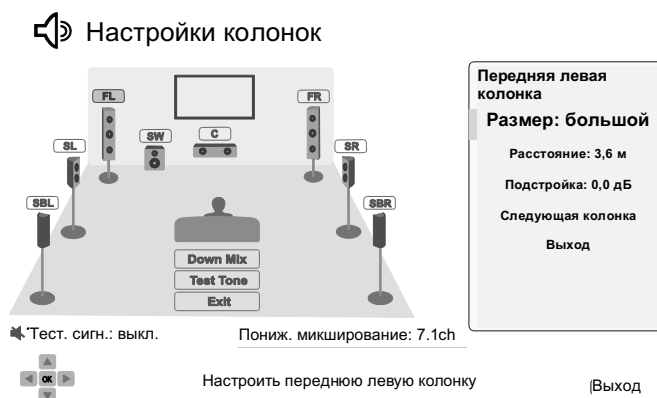 Настройки колонок
FL
FR
SW
C
SL
SR
SBL
SBR
Down Mix
Test Tone
Exit
Передняя левая
колонка
Размер: большой
Расстояние: 3,6 м
Подстройка: 0,0 дБ
Следующая колонка
Выход
Тест. сигн.: выкл.
Пониж. микширование: 7.1ch
OK
Настроить переднюю левую колонку
Выход